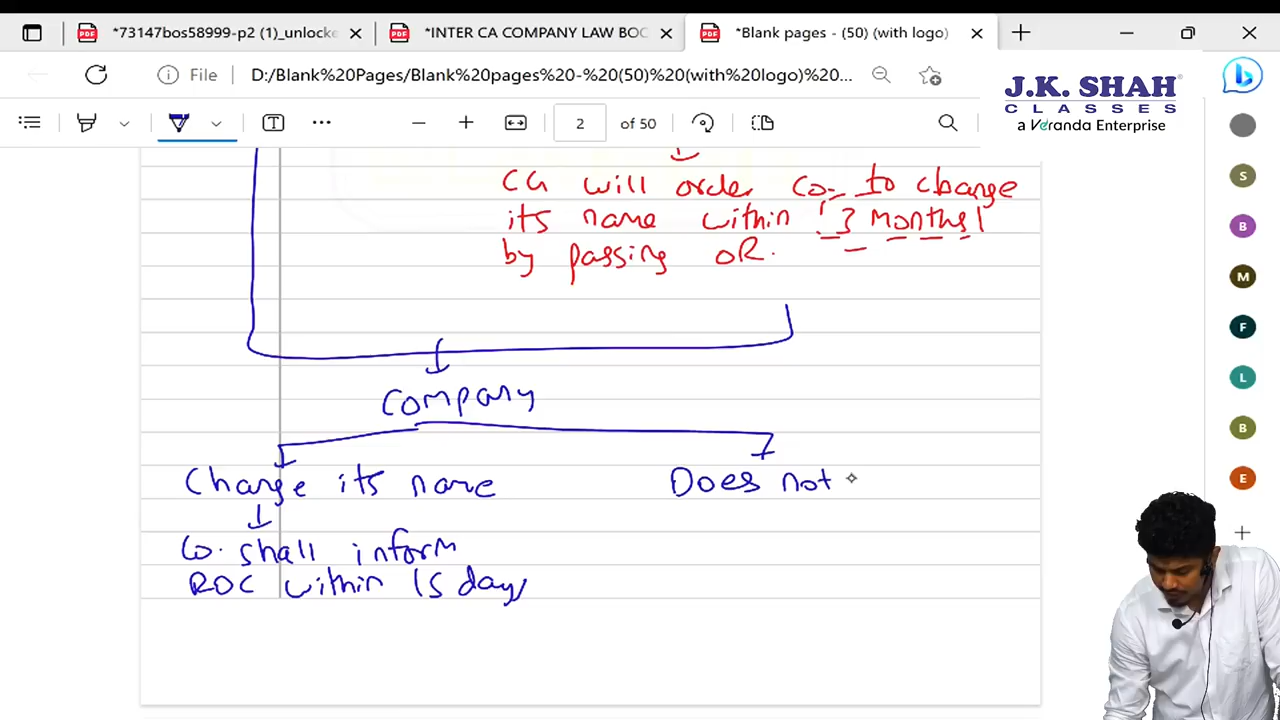 *73147bos58999-p2 (1)_unlocke
*INTER CA COMPANY LAW BOC
*Blank pages - (50) (with logo)
File
D:/Blank%20Pages/Blank%20pages%20-%20(50)%20(with%20logo)%20...
J.K. SHAH
CLASSES
a Veranda Enterprise
2 of 50
CG will order Co. to change
its name within 3 months
by passing OR.
Company
Change its name
Does not
Co. shall inform
ROC within 15 days
S
B
M
F
L
B
E